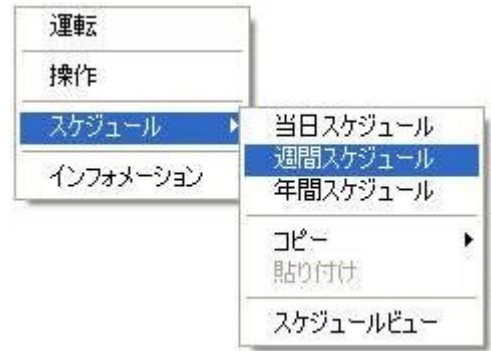 運転
操作
スケジュール
インフォメーション
当日スケジュール
週間スケジュール
年間スケジュール
コピー
貼り付け
スケジュールビュー